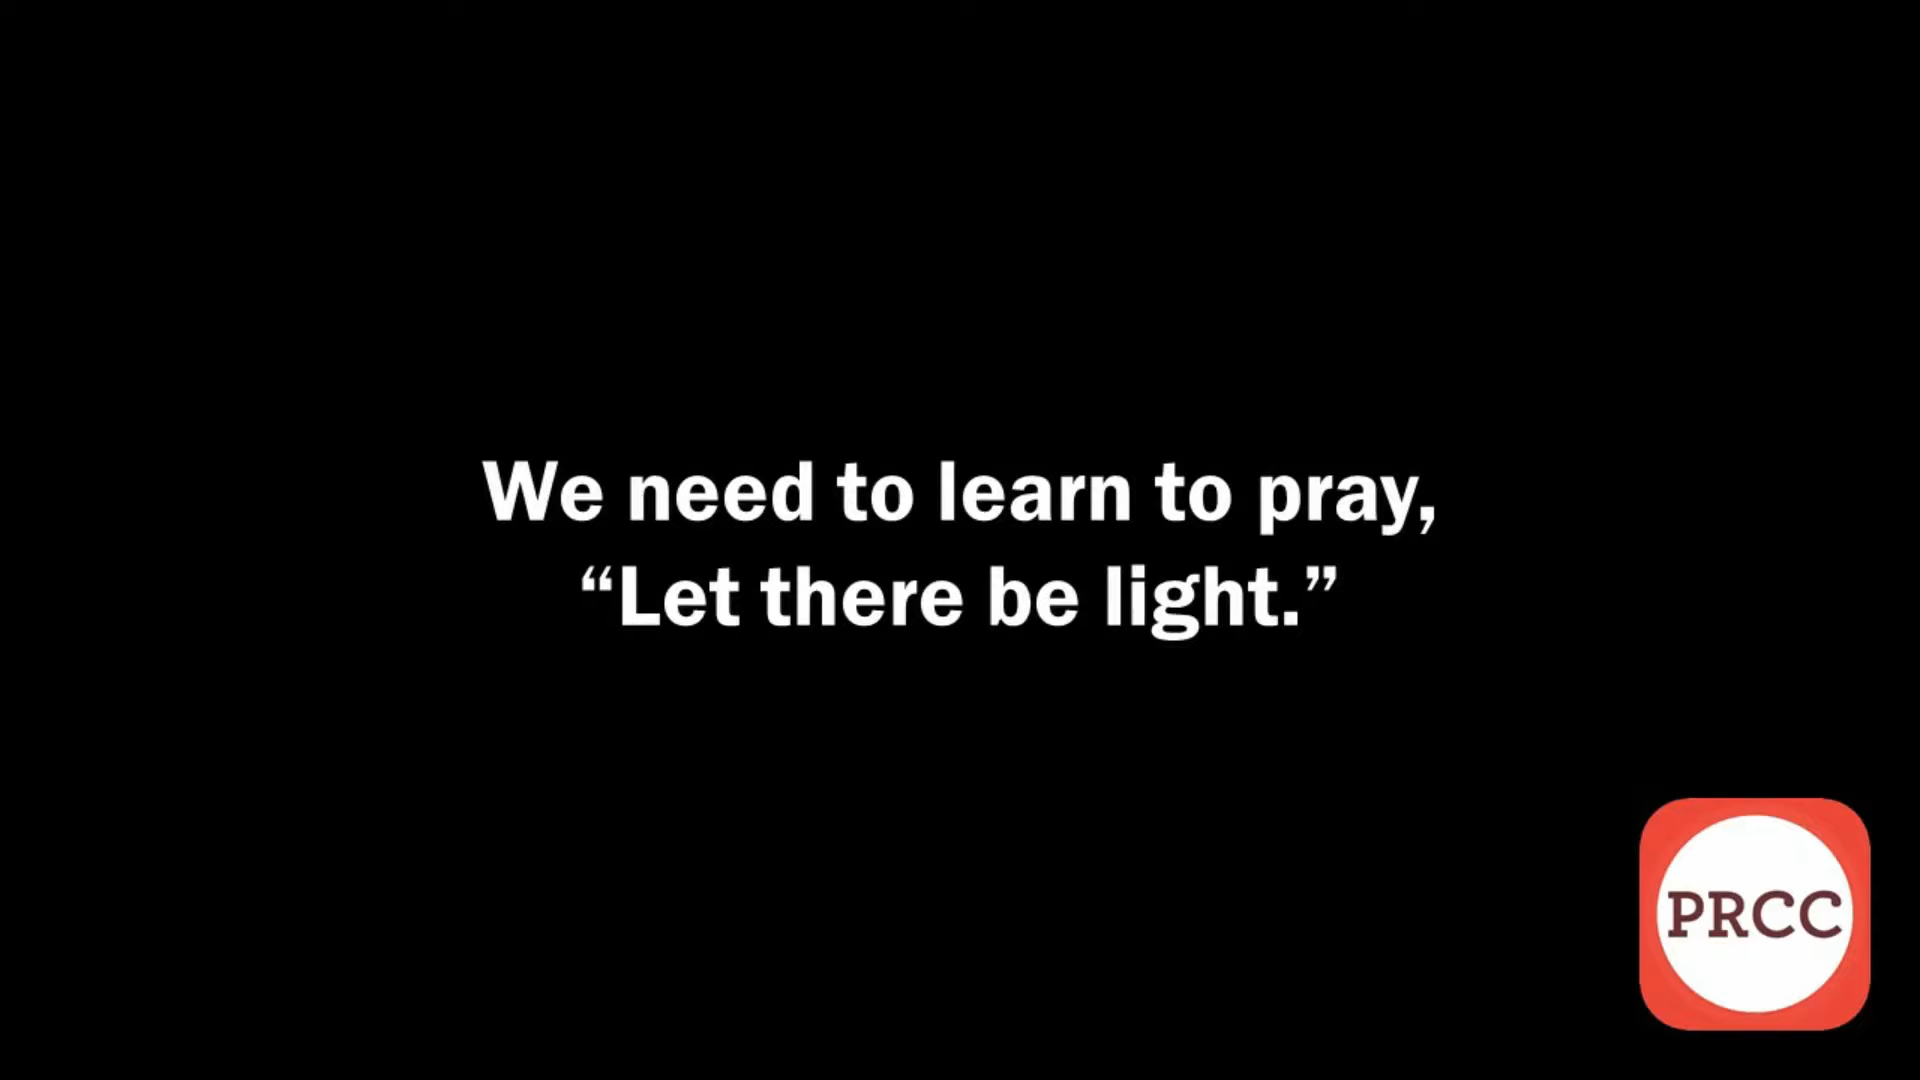 We need to learn to pray,
“Let there be light.”
PRCC